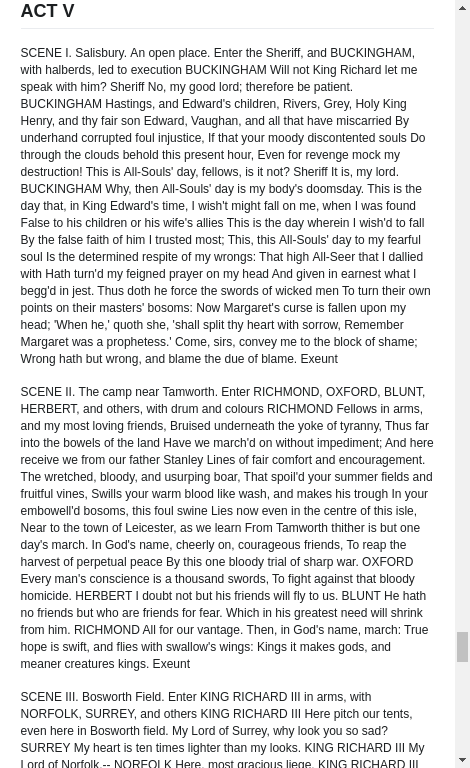 ACT V
SCENE I. Salisbury. An open place. Enter the Sheriff, and BUCKINGHAM,
with halberds, led to execution BUCKINGHAM Will not King Richard let me
speak with him? Sheriff No, my good lord; therefore be patient.
BUCKINGHAM Hastings, and Edward's children, Rivers, Grey, Holy King
Henry, and thy fair son Edward, Vaughan, and all that have miscarried By
underhand corrupted foul injustice, If that your moody discontented souls Do
through the clouds behold this present hour, Even for revenge mock my
destruction! This is All-Souls' day, fellows, is it not? Sheriff It is, my lord.
BUCKINGHAM Why, then All-Souls' day is my body's doomsday. This is the
day that, in King Edward's time, I wish't might fall on me, when I was found
False to his children or his wife's allies This is the day wherein I wish'd to fall
By the false faith of him I trusted most; This, this All-Souls' day to my fearful
soul Is the determined respite of my wrongs: That high All-Seer that I dallied
with Hath turn'd my feigned prayer on my head And given in earnest what I
begg'd in jest. Thus doth he force the swords of wicked men To turn their own
points on their masters' bosoms: Now Margaret's curse is fallen upon my
head; 'When he,' quoth she, 'shall split thy heart with sorrow, Remember
Margaret was a prophetess.' Come, sirs, convey me to the block of shame;
Wrong hath but wrong, and blame the due of blame. Exeunt
SCENE II. The camp near Tamworth. Enter RICHMOND, OXFORD, BLUNT,
HERBERT, and others, with drum and colours RICHMOND Fellows in arms,
and my most loving friends, Bruised underneath the yoke of tyranny, Thus far
into the bowels of the land Have we march'd on without impediment; And here
receive we from our father Stanley Lines of fair comfort and encouragement.
The wretched, bloody, and usurping boar, That spoil'd your summer fields and
fruitful vines, Swills your warm blood like wash, and makes his trough In your
embowell'd bosoms, this foul swine Lies now even in the centre of this isle,
Near to the town of Leicester, as we learn From Tamworth thither is but one
day's march. In God's name, cheerly on, courageous friends, To reap the
harvest of perpetual peace By this one bloody trial of sharp war. OXFORD
Every man's conscience is a thousand swords, To fight against that bloody
homicide. HERBERT I doubt not but his friends will fly to us. BLUNT He hath
no friends but who are friends for fear. Which in his greatest need will shrink
from him. RICHMOND All for our vantage. Then, in God's name, march: True
hope is swift, and flies with swallow's wings: Kings it makes gods, and
meaner creatures kings. Exeunt
SCENE III. Bosworth Field. Enter KING RICHARD III in arms, with
NORFOLK, SURREY, and others KING RICHARD III Here pitch our tents,
even here in Bosworth field. My Lord of Surrey, why look you so sad?
SURREY My heart is ten times lighter than my looks. KING RICHARD III My
Lord of Norfolk,-- NORFOLK Here, most gracious liege. KING RICHARD III